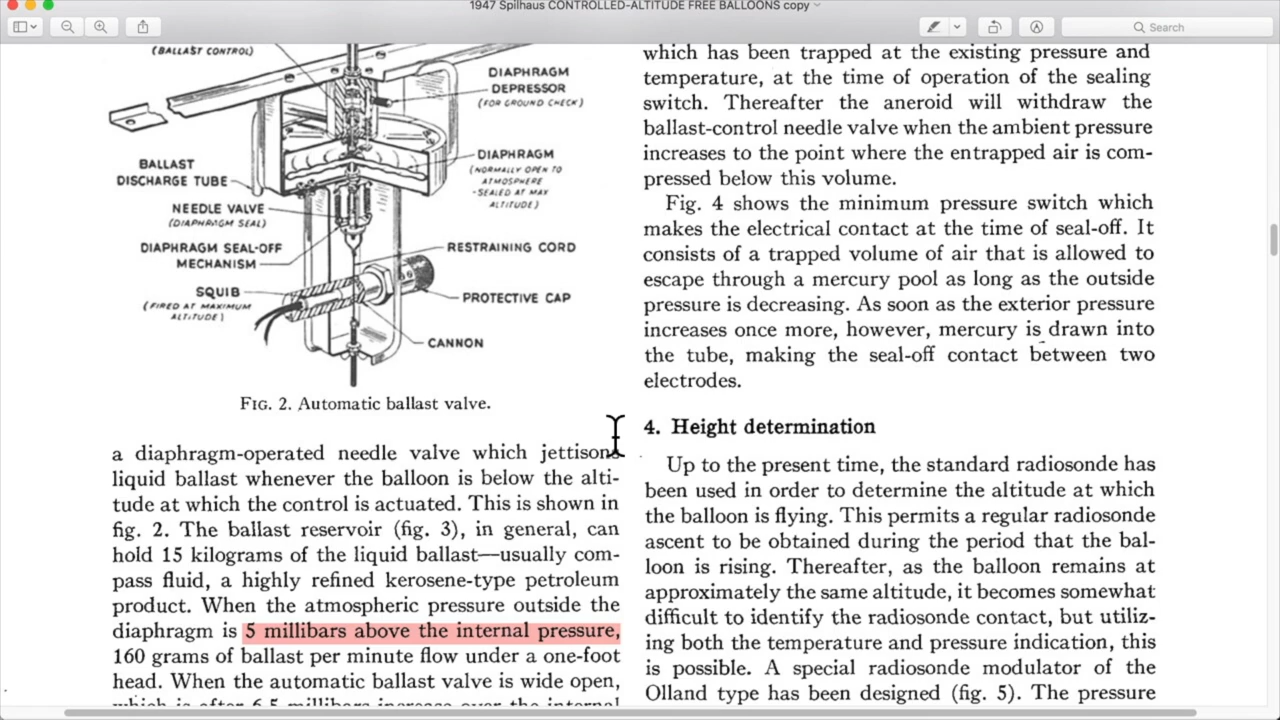 1947 Spilhaus CONTROLLED-ALTITUDE FREE BALLOONS copy
Search
(BALLAST CONTROL)
DIAPHRAGM
DEPRESSOR
(FOR GROUND CHECK)
BALLAST
DISCHARGE TUBE
DIAPHRAGM
(NORMALLY OPEN TO
ATMOSPHERE
-SEALED AT MAX
ALTITUDE)
NEEDLE VALVE
(DIAPHRAGM SEAL)
DIAPHRAGM SEAL-OFF
MECHANISM
RESTRAINING CORD
SQUIB
(FIRED AT MAXIMUM
ALTITUDE)
PROTECTIVE CAP
CANNON
FIG. 2. Automatic ballast valve.
a diaphragm-operated needle valve which jettisons
liquid ballast whenever the balloon is below the alti-
tude at which the control is actuated. This is shown in
fig. 2. The ballast reservoir (fig. 3), in general, can
hold 15 kilograms of the liquid ballast—usually com-
pass fluid, a highly refined kerosene-type petroleum
product. When the atmospheric pressure outside the
diaphragm is 5 millibars above the internal pressure,
160 grams of ballast per minute flow under a one-foot
head. When the automatic ballast valve is wide open,
which is after 6.5 millibars increase over the internal
which has been trapped at the existing pressure and
temperature, at the time of operation of the sealing
switch. Thereafter the aneroid will withdraw the
ballast-control needle valve when the ambient pressure
increases to the point where the entrapped air is com-
pressed below this volume.
Fig. 4 shows the minimum pressure switch which
makes the electrical contact at the time of seal-off. It
consists of a trapped volume of air that is allowed to
escape through a mercury pool as long as the outside
pressure is decreasing. As soon as the exterior pressure
increases once more, however, mercury is drawn into
the tube, making the seal-off contact between two
electrodes.
4. Height determination
Up to the present time, the standard radiosonde has
been used in order to determine the altitude at which
the balloon is flying. This permits a regular radiosonde
ascent to be obtained during the period that the bal-
loon is rising. Thereafter, as the balloon remains at
approximately the same altitude, it becomes somewhat
difficult to identify the radiosonde contact, but utiliz-
ing both the temperature and pressure indication, this
is possible. A special radiosonde modulator of the
Olland type has been designed (fig. 5). The pressure